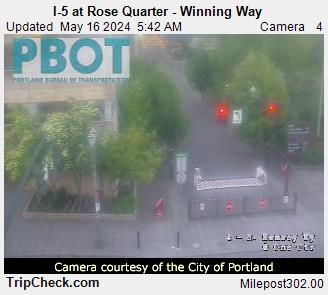 I-5 at Rose Quarter - Winning Way
Updated May 16 2024 5:42 AM Camera 4
PBOT
PORTLAND BUREAU OF TRANSPORTATION
Camera courtesy of the City of Portland
TripCheck.com Milepost302.00